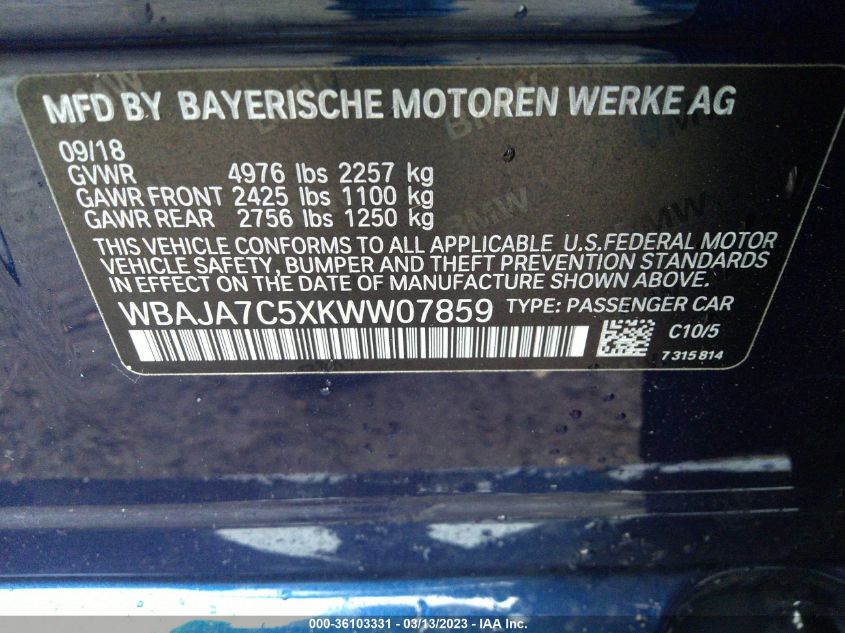 MFD BY BAYERISCHE MOTOREN WERKE AG
09/18
GVWR 4976 lbs 2257 kg
GAWR FRONT 2425 lbs 1100 kg
GAWR REAR 2756 lbs 1250 kg
THIS VEHICLE CONFORMS TO ALL APPLICABLE U.S.FEDERAL MOTOR
VEHICLE SAFETY, BUMPER AND THEFT PREVENTION STANDARDS
IN EFFECT ON THE DATE OF MANUFACTURE SHOWN ABOVE.
WBAJA7C5XKWW07859 TYPE: PASSENGER CAR
C10/5
7315814
000-36103331 - 03/13/2023 - IAA Inc.